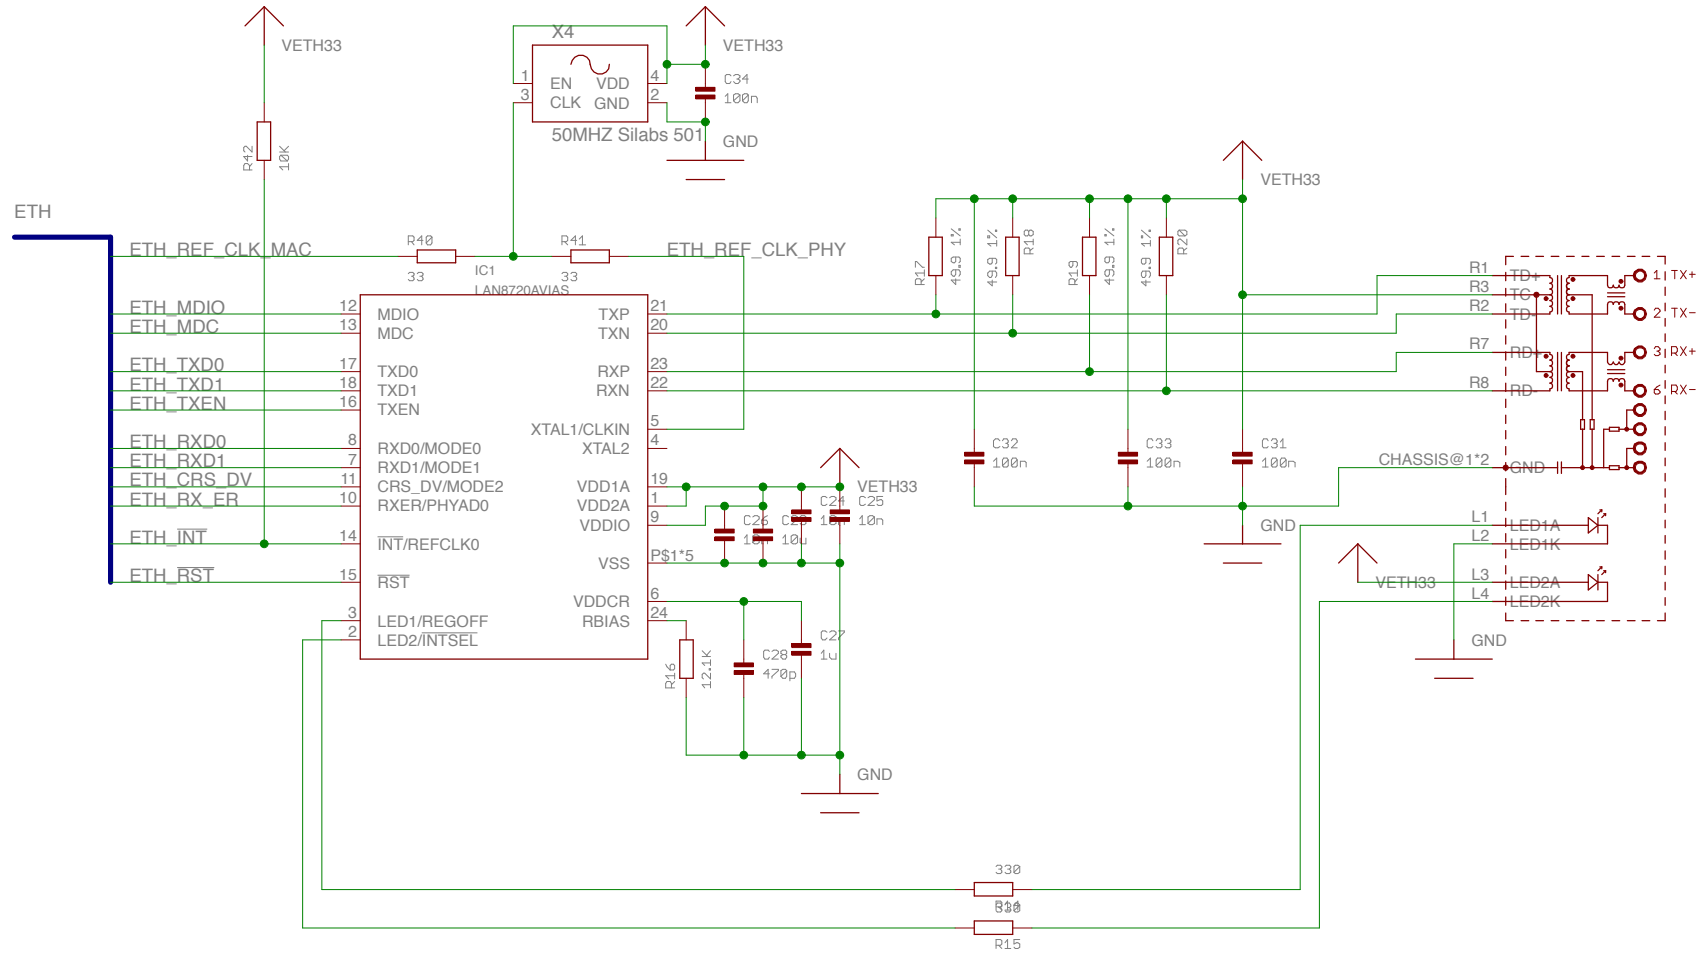 VETH33
X4
VETH33
1 EN VDD 4
3 CLK GND 2
C34
100n
50MHZ Silabs 501
GND
R42
10K
VETH33
ETH
ETH_REF_CLK_MAC
R40
33
R41
33
ETH_REF_CLK_PHY
IC1
LAN8720AVIAS
R17
49.9 1%
49.9 1%
R18
R19
49.9 1%
49.9 1%
R20
ETH_MDIO 12 MDIO TXP 21
ETH_MDC 13 MDC TXN 20
ETH_TXD0 17 TXD0 RXP 23
ETH_TXD1 18 TXD1 RXN 22
ETH_TXEN 16 TXEN
XTAL1/CLKIN 5
ETH_RXD0 8 RXD0/MODE0 XTAL2 4
ETH_RXD1 7 RXD1/MODE1
ETH_CRS_DV 11 CRS_DV/MODE2 VDD1A 19
ETH_RX_ER 10 RXER/PHYAD0 VDD2A 1
VDDIO 9
ETH_INT 14 INT/REFCLK0
VSS P$1*5
ETH_RST 15 RST
VDDCR 6
3 LED1/REGOFF RBIAS 24
2 LED2/INTSEL
VETH33
C26
10u
C24
C25
10n
R16
12.1K
C28
470p
C27
1u
GND
C32
100n
C33
100n
C31
100n
GND
R1 TD+ 1 TX+
R3 TC
R2 TD- 2 TX-
R7 RD+ 3 RX+
R8 RD- 6 RX-
CHASSIS@1*2 GND
L1 LED1A
L2 LED1K
VETH33 L3 LED2A
L4 LED2K
GND
330
R14
330
R15